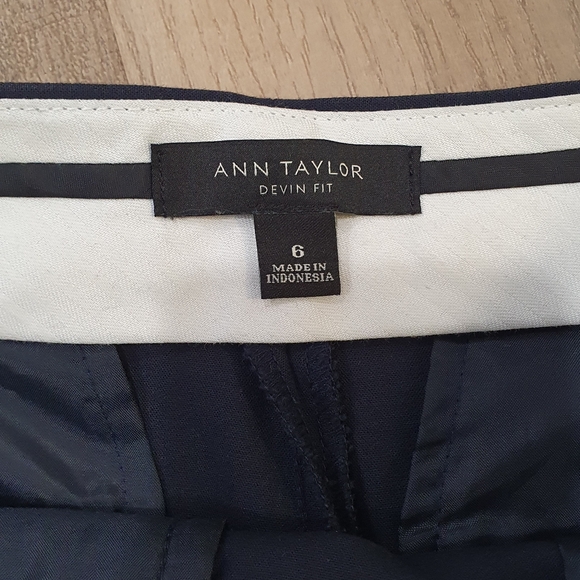 ANN TAYLOR
DEVIN FIT
6
MADE IN
INDONESIA